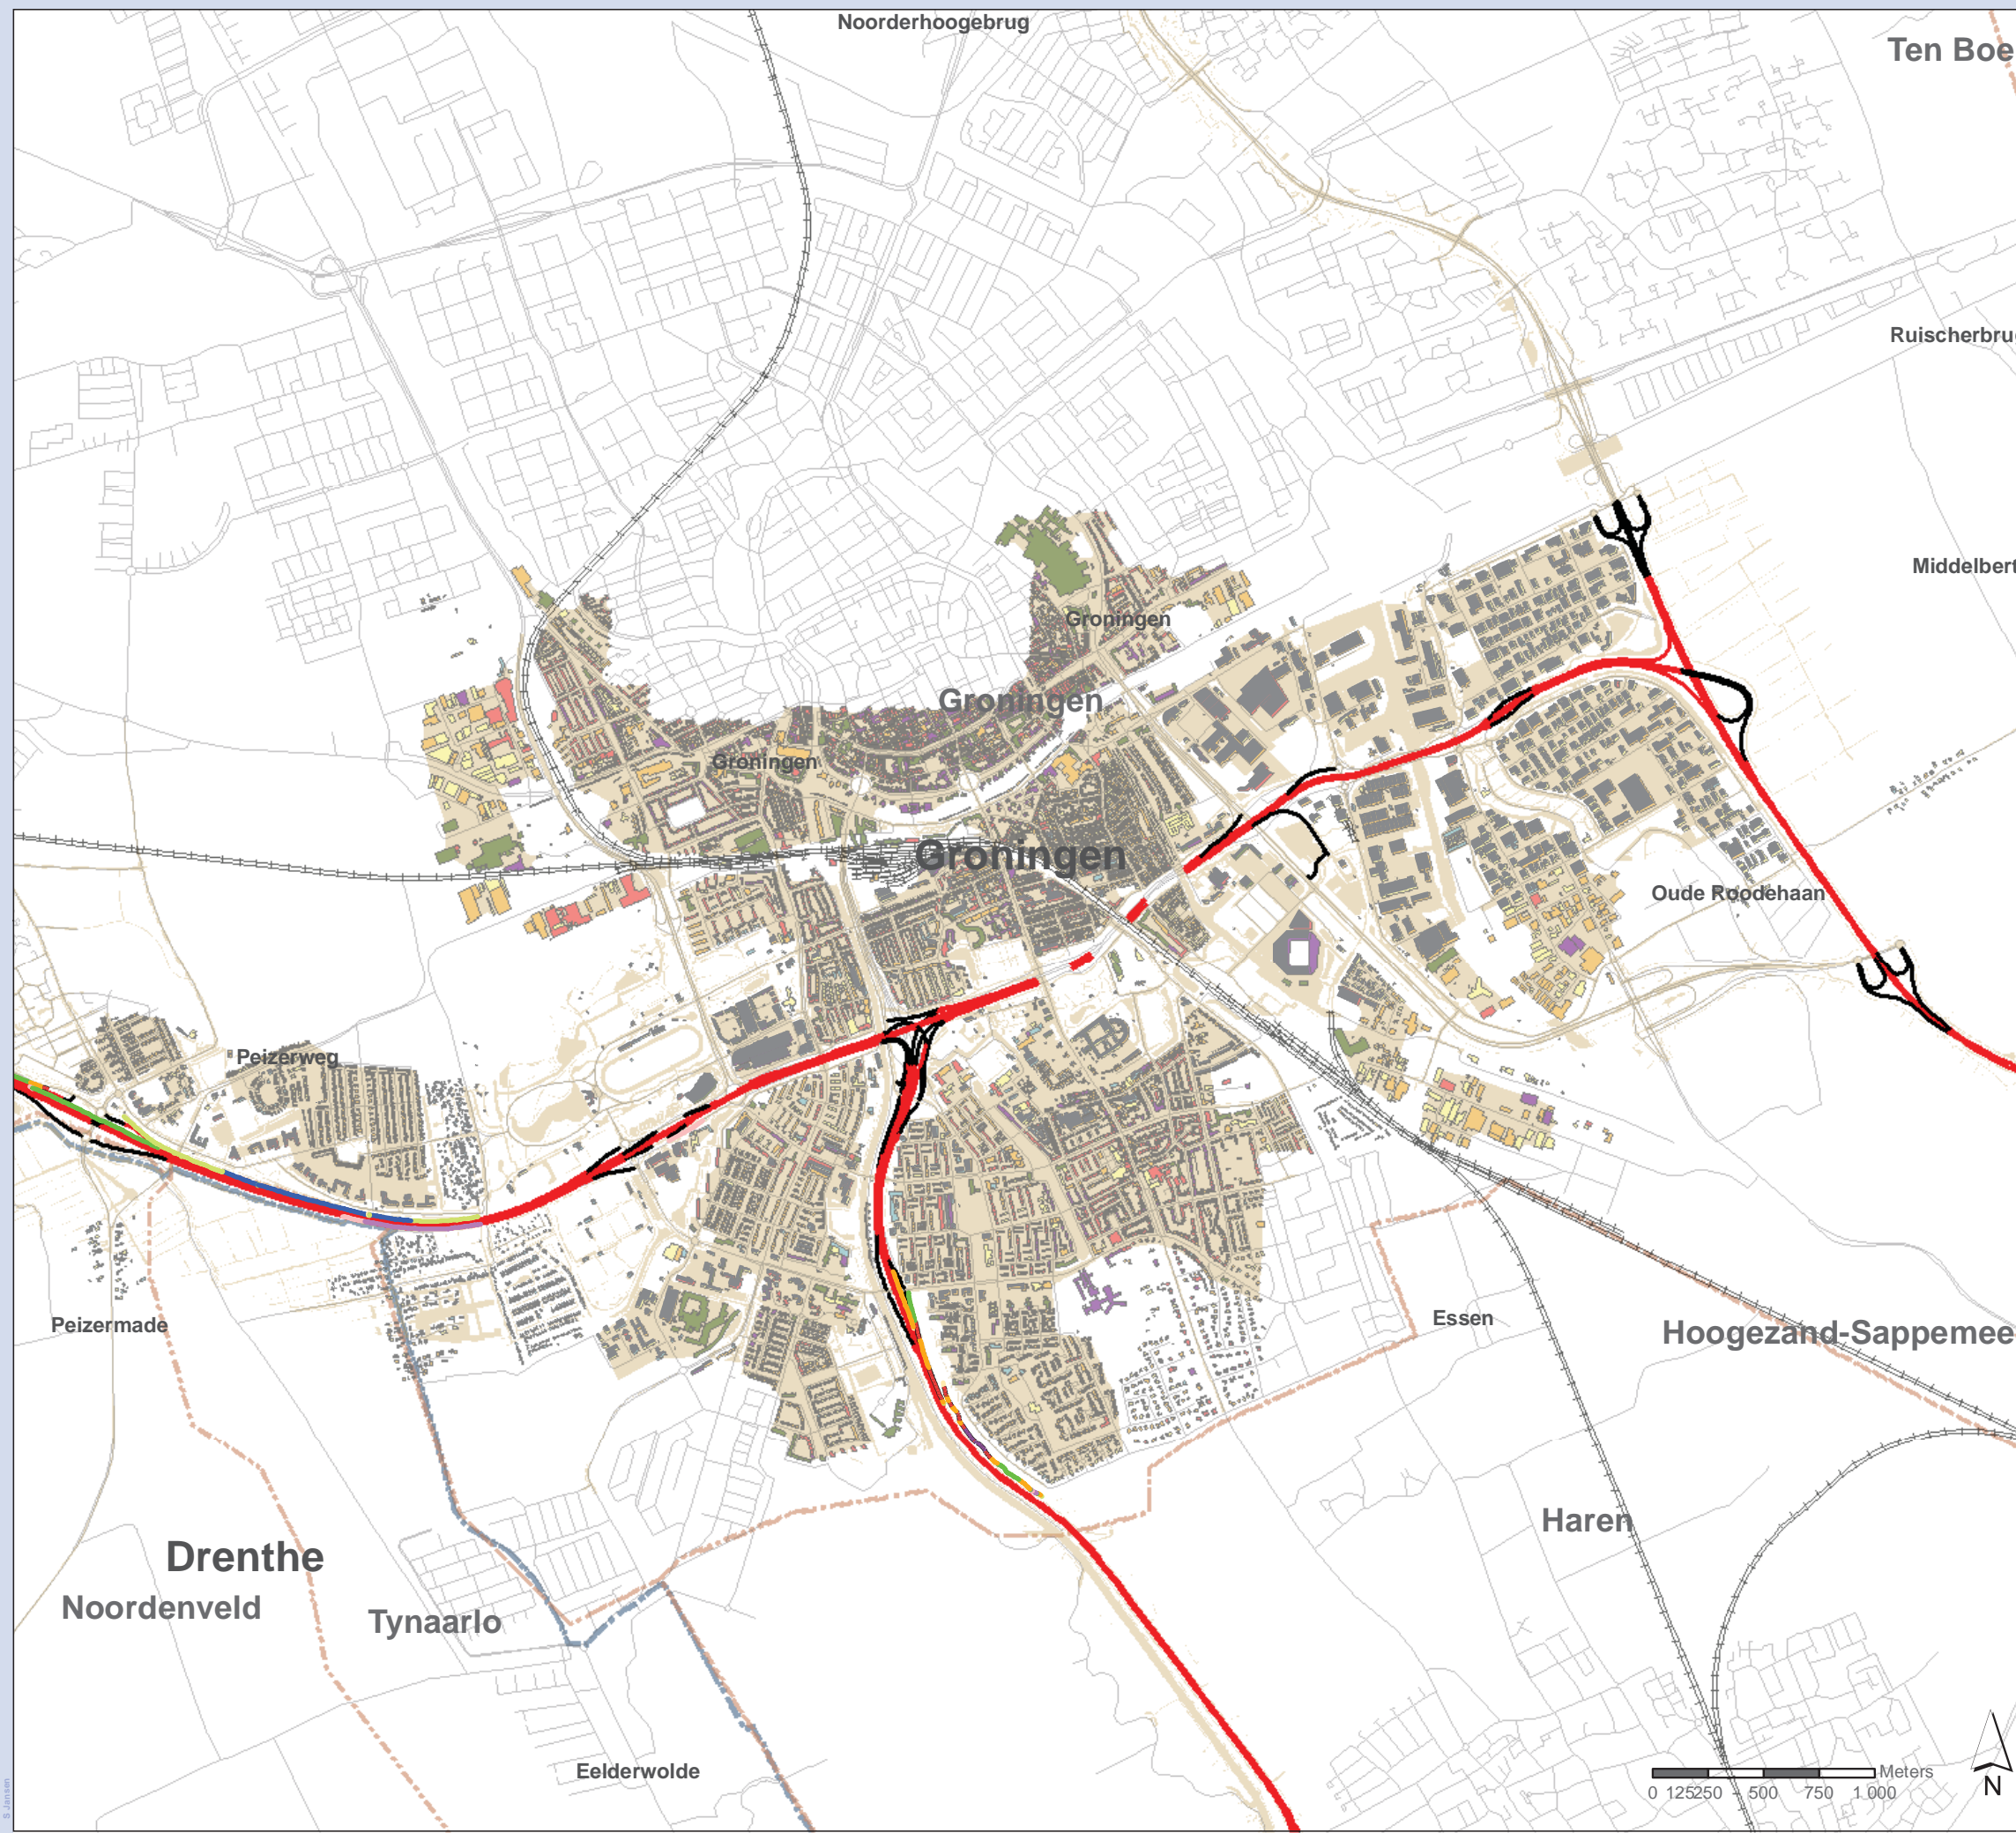 Noorderhoogebrug
Ten Boe
Ruischerbru
Middelbert
Groningen
Groningen
Groningen
Groningen
Oude Roodehaan
Peizerweg
Peizermade
Essen
Hoogezand-Sappemee
Haren
Drenthe
Noordenveld
Tynaarlo
Eelderwolde
Meters
0 125250 500 750 1 000
N
S Jansen